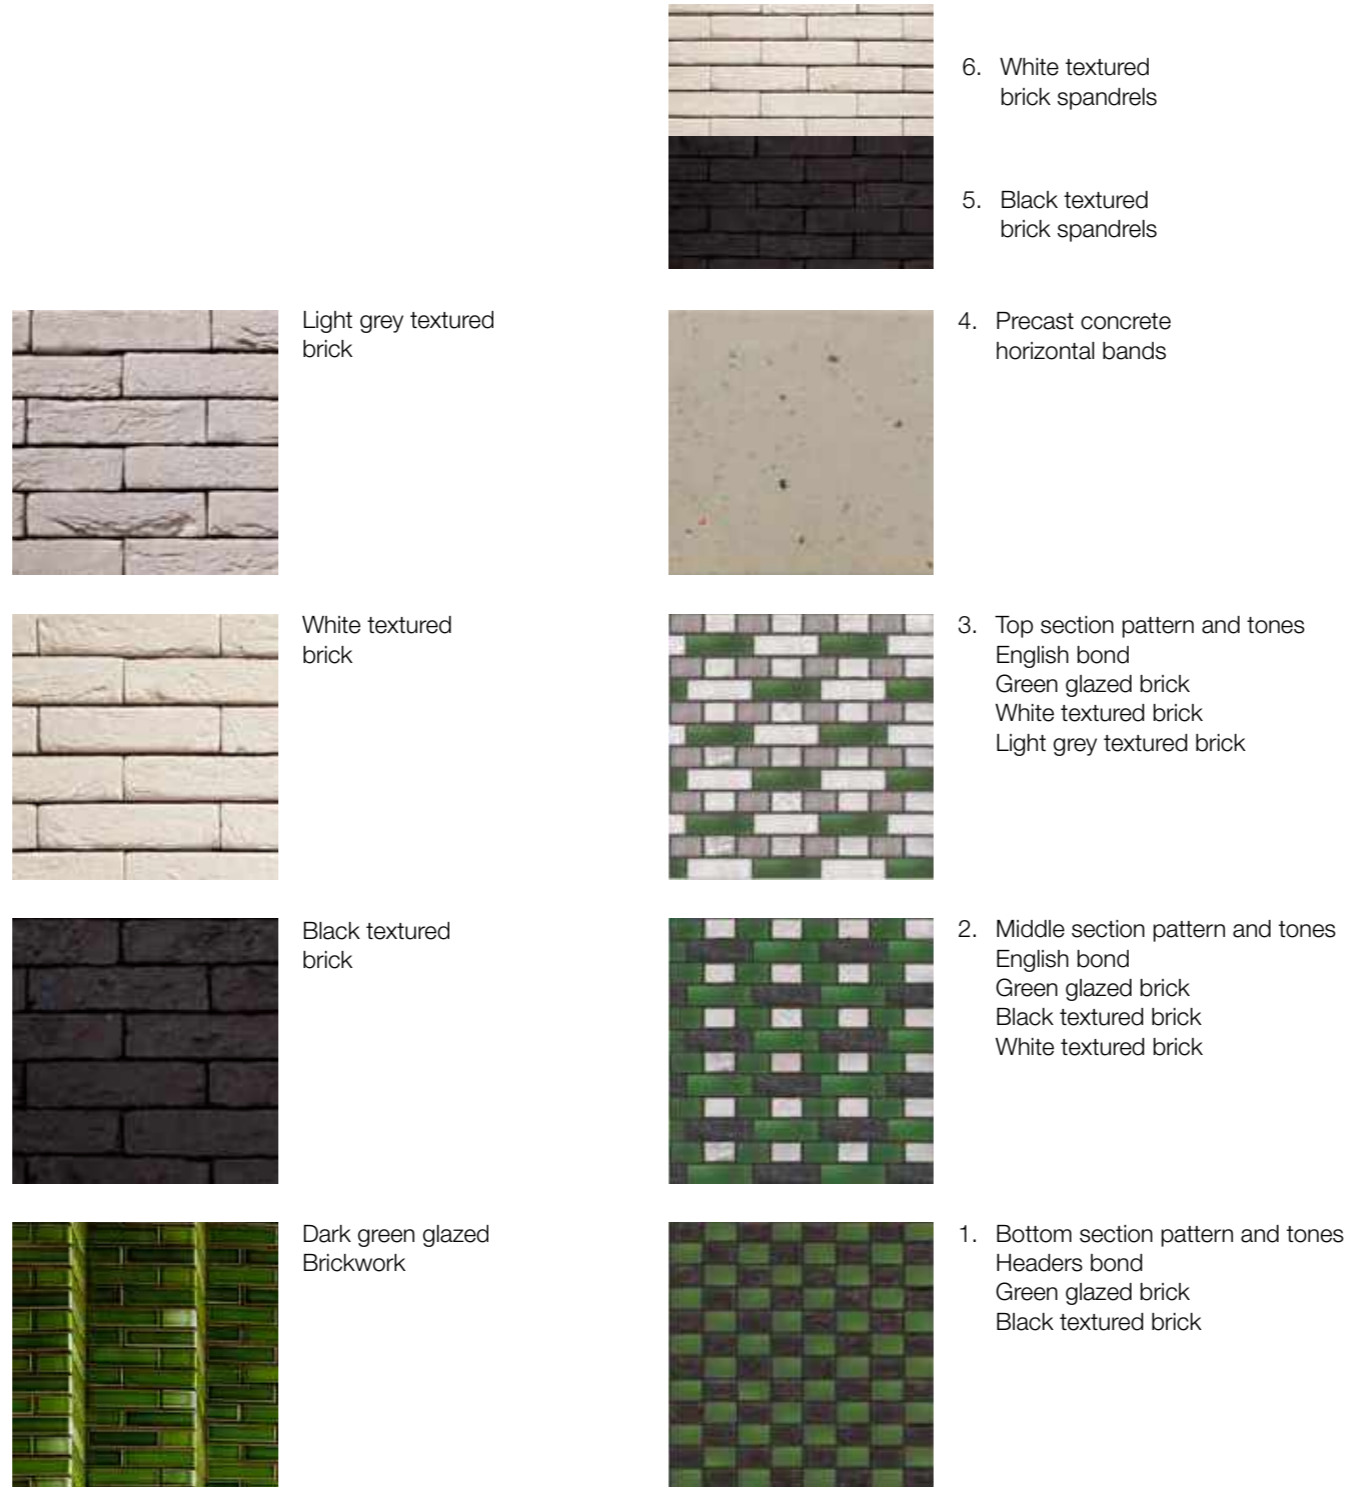 6. White textured
brick spandrels
5. Black textured
brick spandrels
Light grey textured
brick
4. Precast concrete
horizontal bands
White textured
brick
3. Top section pattern and tones
English bond
Green glazed brick
White textured brick
Light grey textured brick
Black textured
brick
2. Middle section pattern and tones
English bond
Green glazed brick
Black textured brick
White textured brick
Dark green glazed
Brickwork
1. Bottom section pattern and tones
Headers bond
Green glazed brick
Black textured brick